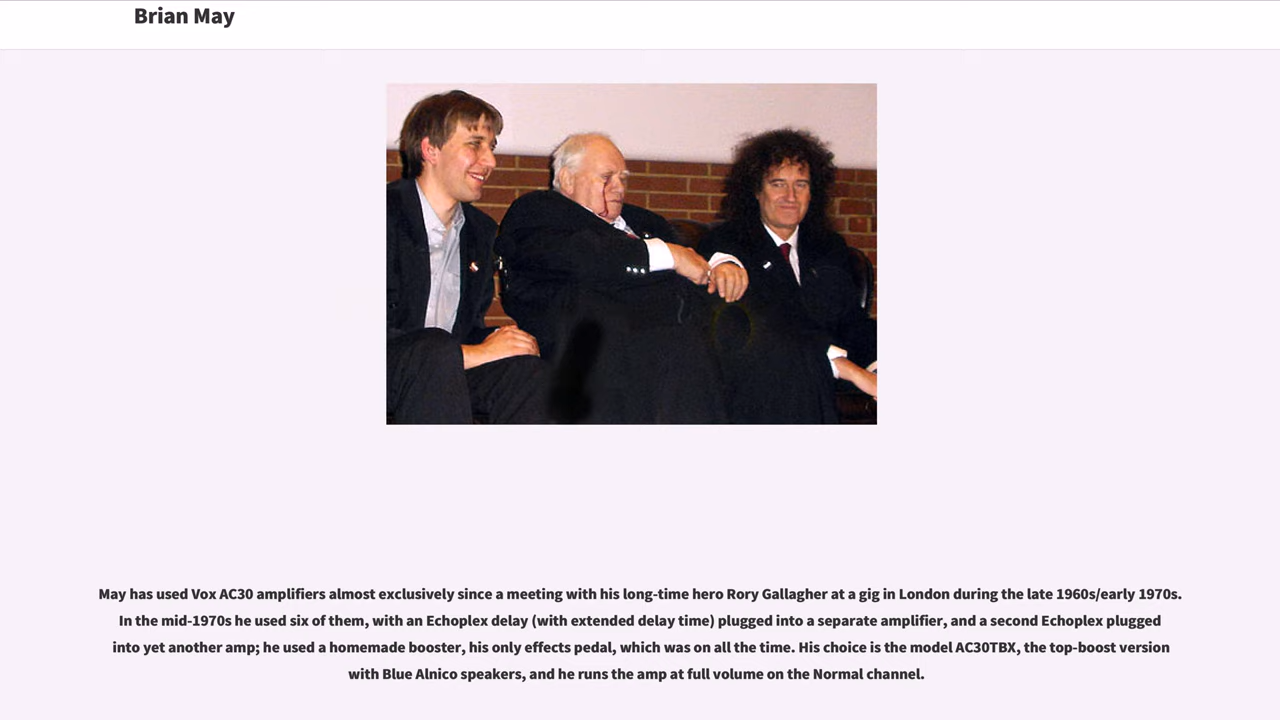 Brian May
May has used Vox AC30 amplifiers almost exclusively since a meeting with his long-time hero Rory Gallagher at a gig in London during the late 1960s/early 1970s.
In the mid-1970s he used six of them, with an Echoplex delay (with extended delay time) plugged into a separate amplifier, and a second Echoplex plugged
into yet another amp; he used a homemade booster, his only effects pedal, which was on all the time. His choice is the model AC30TBX, the top-boost version
with Blue Alnico speakers, and he runs the amp at full volume on the Normal channel.